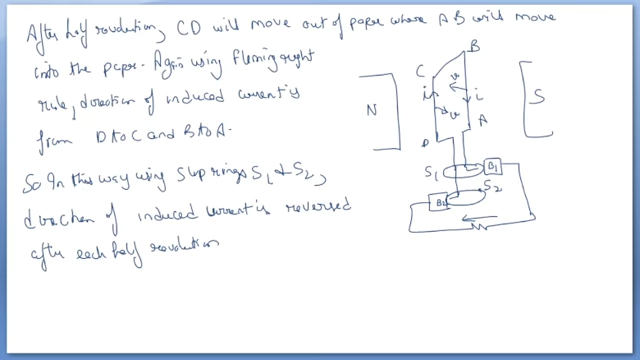 After half revolution, CD will move out of paper where AB will move
into the paper. Again using Fleming right
rule, direction of induced current is
from D to C and B to A.
So in this way using slip rings S1 & S2,
direction of induced current is reversed
after each half revolution
B
C
v
i
i
v
A
D
N
S
S1
B1
S2
B2